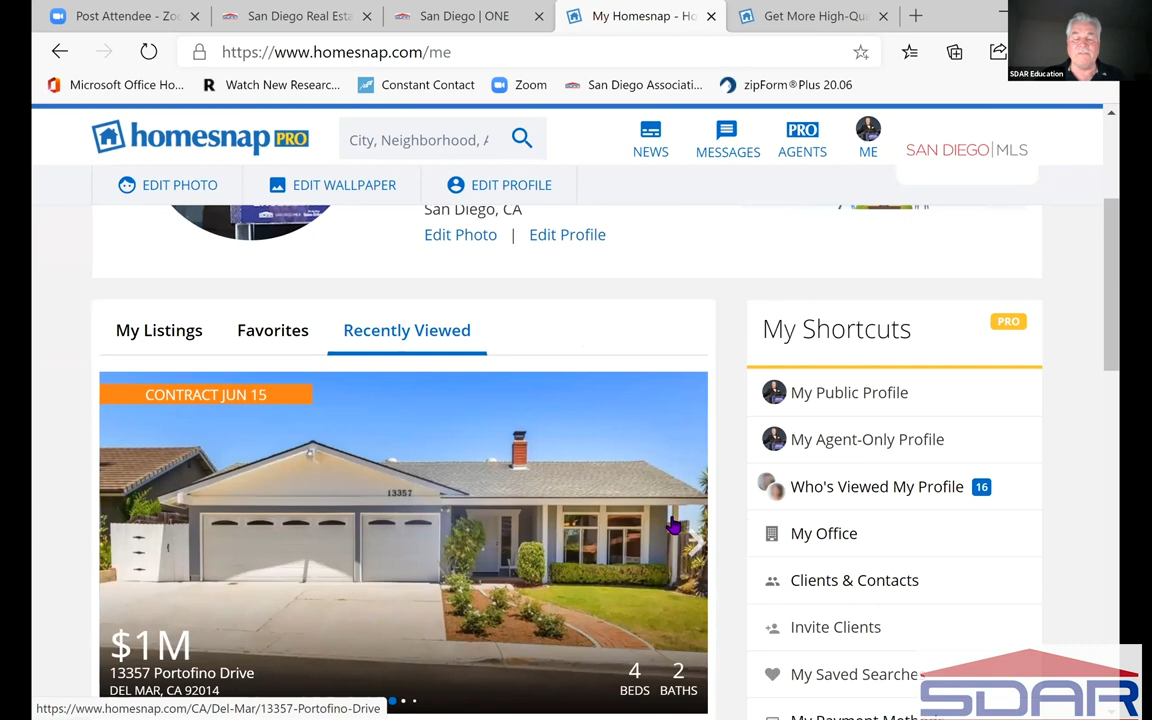 Post Attendee - Zo
San Diego Real Esta
San Diego | ONE
My Homesnap - Ho
Get More High-Qua
https://www.homesnap.com/me
SDAR Education
Microsoft Office Ho...
Watch New Researc...
Constant Contact
Zoom
San Diego Associati...
zipForm®Plus 20.06
homesnap PRO
City, Neighborhood, A
NEWS
MESSAGES
PRO
AGENTS
ME
SAN DIEGO|MLS
EDIT PHOTO
EDIT WALLPAPER
EDIT PROFILE
San Diego, CA
Edit Photo | Edit Profile
My Listings
Favorites
Recently Viewed
My Shortcuts
PRO
CONTRACT JUN 15
My Public Profile
My Agent-Only Profile
Who's Viewed My Profile 16
13357
My Office
Clients & Contacts
Invite Clients
$1M
13357 Portofino Drive
DEL MAR, CA 92014
4
BEDS
2
BATHS
My Saved Searche
https://www.homesnap.com/CA/Del-Mar/13357-Portofino-Drive
SDAR